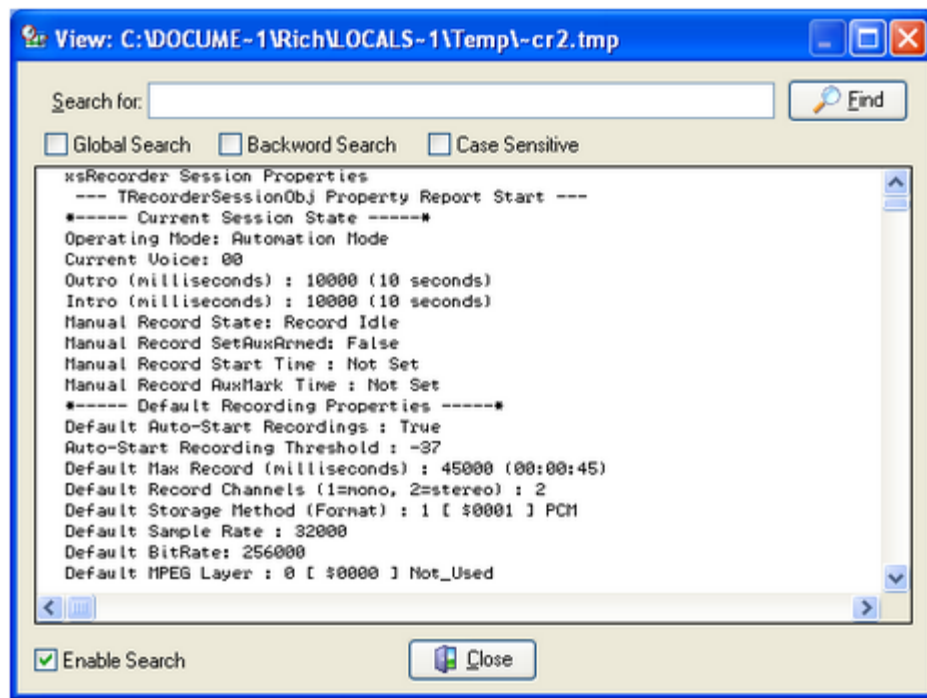 View: C:\DOCUME~1\Rich\LOCALS~1\Temp\~cr2.tmp
Search for:
Find
Global Search Backword Search Case Sensitive
xsRecorder Session Properties
--- TRecorderSessionObj Property Report Start ---
*----- Current Session State -----*
Operating Mode: Automation Mode
Current Voice: 00
Outro (milliseconds) : 10000 (10 seconds)
Intro (milliseconds) : 10000 (10 seconds)
Manual Record State: Record Idle
Manual Record SetAuxArmed: False
Manual Record Start Time : Not Set
Manual Record AuxMark Time : Not Set
*----- Default Recording Properties -----*
Default Auto-Start Recordings : True
Auto-Start Recording Threshold : -37
Default Max Record (milliseconds) : 45000 (00:00:45)
Default Record Channels (1=mono, 2=stereo) : 2
Default Storage Method (Format) : 1 [ $0001 ] PCM
Default Sample Rate : 32000
Default BitRate: 256000
Default MPEG Layer : 0 [ $0000 ] Not_Used
Enable Search
Close